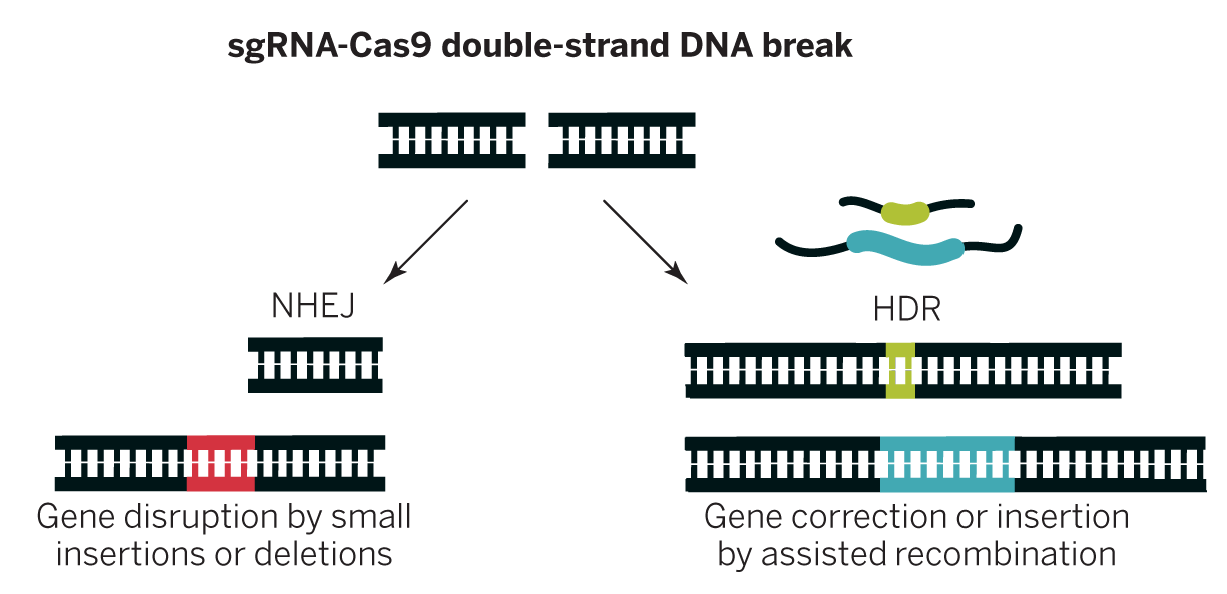 sgRNA-Cas9 double-strand DNA break
NHEJ
Gene disruption by small
insertions or deletions
HDR
Gene correction or insertion
by assisted recombination